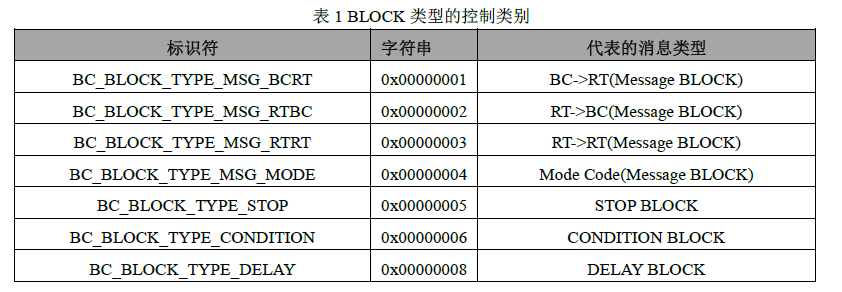 表 1 BLOCK 类型的控制类别
标识符 字符串 代表的消息类型
BC_BLOCK_TYPE_MSG_BCRT 0x00000001 BC->RT(Message BLOCK)
BC_BLOCK_TYPE_MSG_RTBC 0x00000002 RT->BC(Message BLOCK)
BC_BLOCK_TYPE_MSG_RTRT 0x00000003 RT->RT(Message BLOCK)
BC_BLOCK_TYPE_MSG_MODE 0x00000004 Mode Code(Message BLOCK)
BC_BLOCK_TYPE_STOP 0x00000005 STOP BLOCK
BC_BLOCK_TYPE_CONDITION 0x00000006 CONDITION BLOCK
BC_BLOCK_TYPE_DELAY 0x00000008 DELAY BLOCK